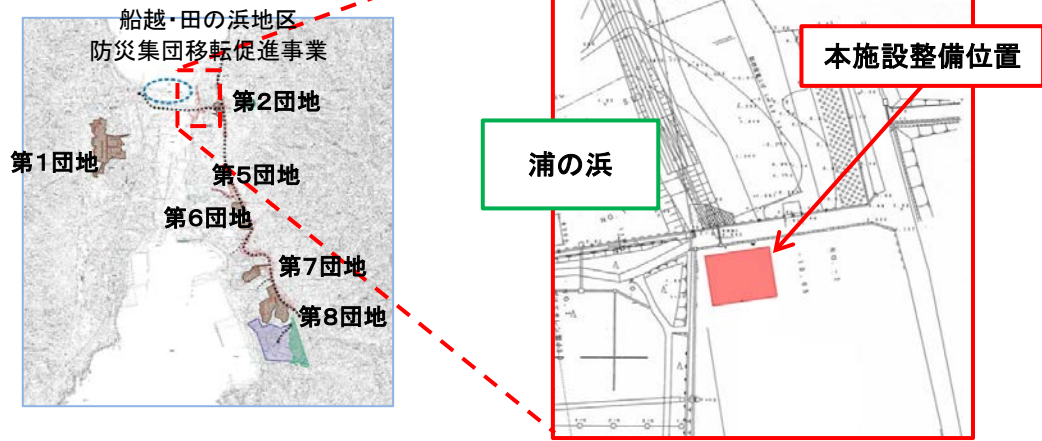 船越・田の浜地区
防災集団移転促進事業
第2団地
第1団地
第5団地
第6団地
第7団地
第8団地
本施設整備位置
浦の浜